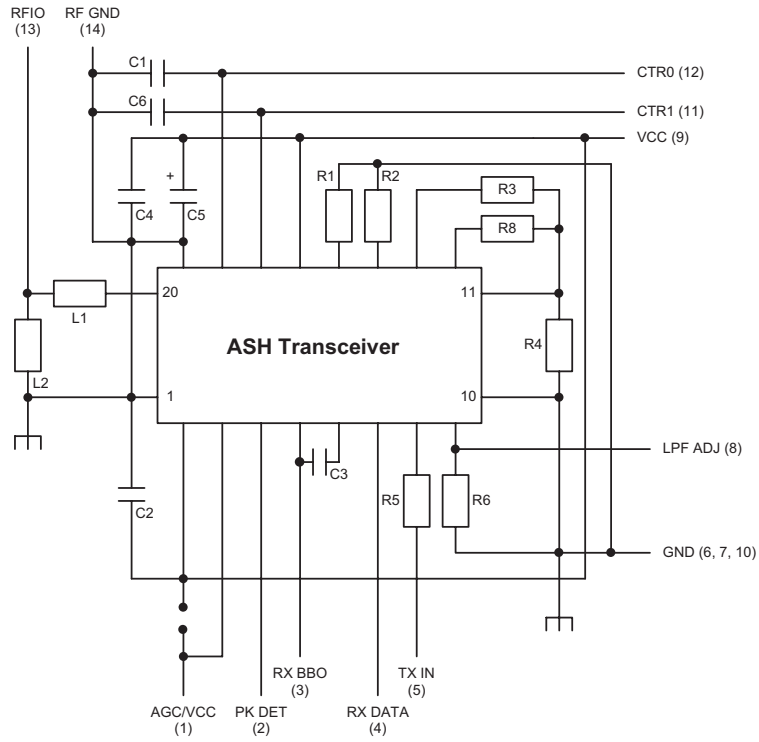 RFIO
(13)
RF GND
(14)
C1
CTR0 (12)
C6
CTR1 (11)
VCC (9)
+
R1
R2
R3
C4
C5
R8
20
11
L1
ASH Transceiver
R4
L2
1
10
C3
LPF ADJ (8)
C2
R5
R6
GND (6, 7, 10)
RX BBO
(3)
TX IN
(5)
AGC/VCC
(1)
PK DET
(2)
RX DATA
(4)